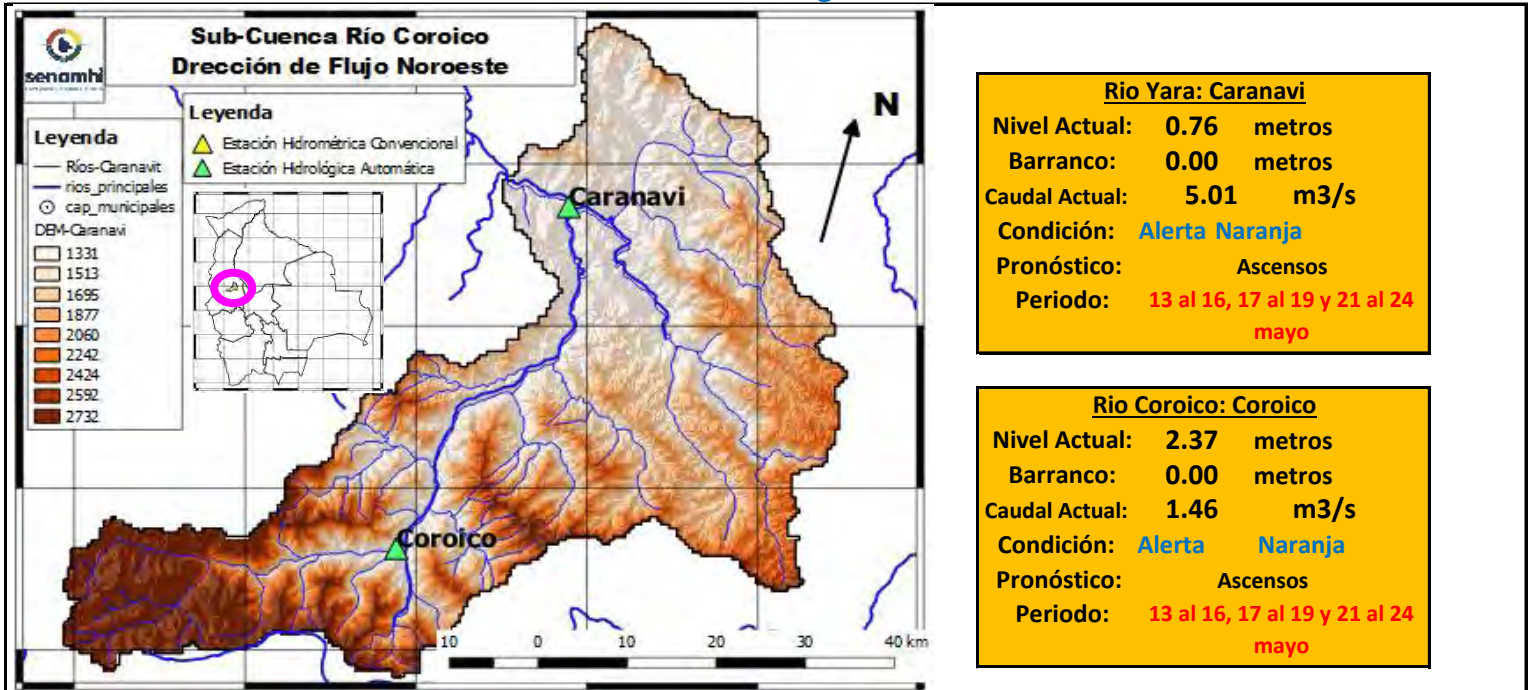 Sub-Cuenca Río Coroico
Drección de Flujo Noroeste
senamhi
Leyenda
Estación Hidrométrica Convencional
Estación Hidrológica Automática
Leyenda
Ríos-Caranavit
rios_principales
cap_municipales
DEM-Caranavi
1331
1513
1695
1877
2060
2242
2424
2592
2732
N
Caranavi
Coroico
10 0 10 20 30 40 km
Rio Yara: Caranavi
Nivel Actual: 0.76 metros
Barranco: 0.00 metros
Caudal Actual: 5.01 m3/s
Condición: Alerta Naranja
Pronóstico: Ascensos
Periodo: 13 al 16, 17 al 19 y 21 al 24
mayo
Rio Coroico: Coroico
Nivel Actual: 2.37 metros
Barranco: 0.00 metros
Caudal Actual: 1.46 m3/s
Condición: Alerta Naranja
Pronóstico: Ascensos
Periodo: 13 al 16, 17 al 19 y 21 al 24
mayo